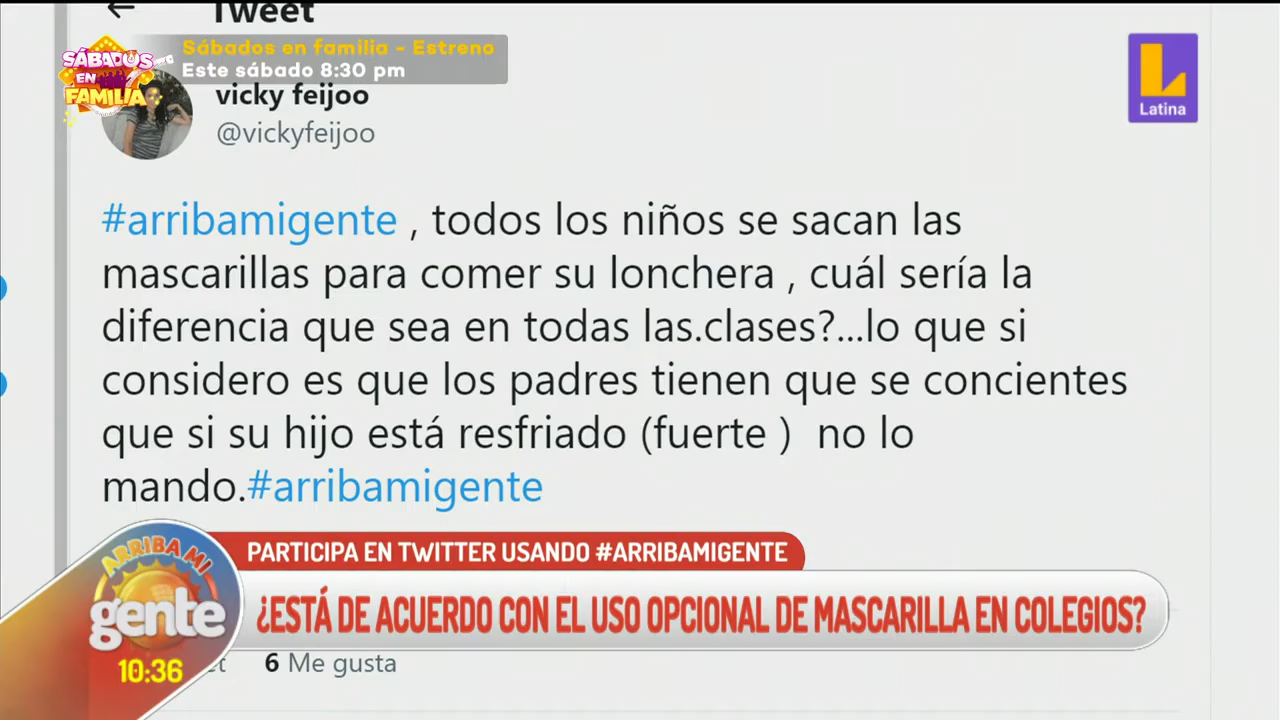 Tweet
Sábados en familia - Estreno
Este sábado 8:30 pm
SÁBADOS
EN
FAMILIA
Latina
vicky feijoo
@vickyfeijoo
#arribamigente , todos los niños se sacan las
mascarillas para comer su lonchera , cuál sería la
diferencia que sea en todas las.clases?...lo que si
considero es que los padres tienen que se concientes
que si su hijo está resfriado (fuerte ) no lo
mando.#arribamigente
PARTICIPA EN TWITTER USANDO #ARRIBAMIGENTE
ARRIBA MI
gente
¿ESTÁ DE ACUERDO CON EL USO OPCIONAL DE MASCARILLA EN COLEGIOS?
10:36
6 Me gusta